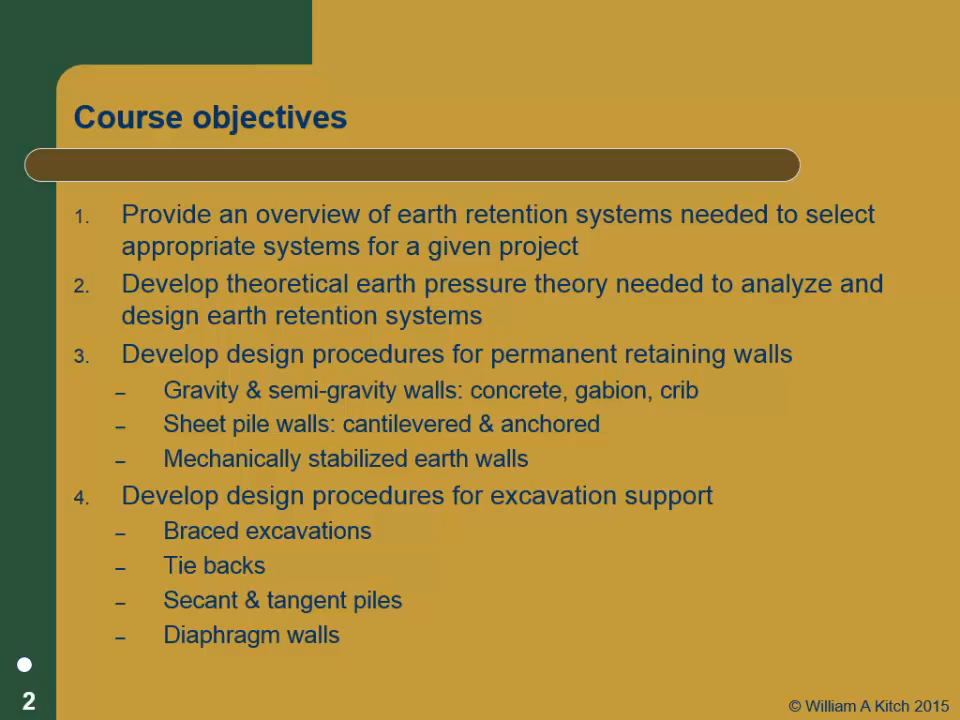 Course objectives
1. Provide an overview of earth retention systems needed to select
appropriate systems for a given project
2. Develop theoretical earth pressure theory needed to analyze and
design earth retention systems
3. Develop design procedures for permanent retaining walls
– Gravity & semi-gravity walls: concrete, gabion, crib
– Sheet pile walls: cantilevered & anchored
– Mechanically stabilized earth walls
4. Develop design procedures for excavation support
– Braced excavations
– Tie backs
– Secant & tangent piles
– Diaphragm walls
2
© William A Kitch 2015